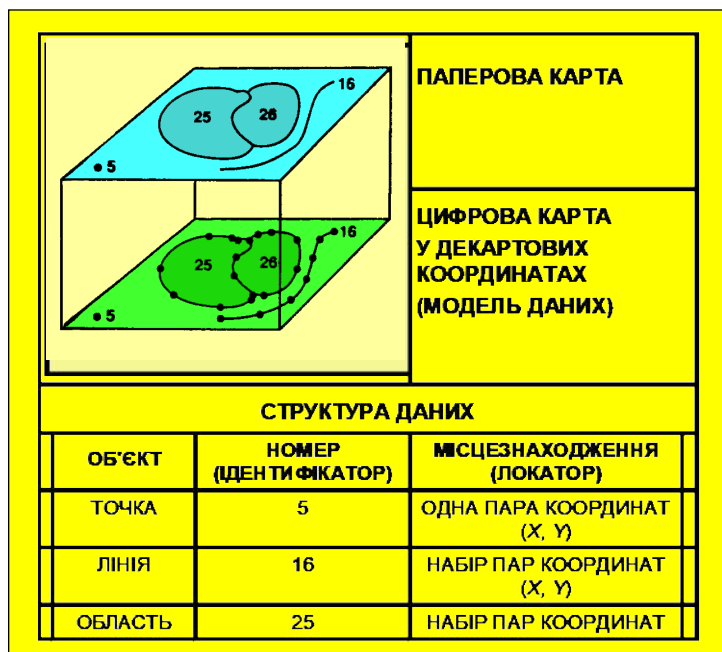 16
25
26
5
ПАПЕРОВА КАРТА
16
25
26
5
ЦИФРОВА КАРТА
У ДЕКАРТОВИХ
КООРДИНАТАХ
(МОДЕЛЬ ДАНИХ)
СТРУКТУРА ДАНИХ
ОБ'ЄКТ
НОМЕР
(ІДЕНТИФІКАТОР)
МІСЦЕЗНАХОДЖЕННЯ
(ЛОКАТОР)
ТОЧКА
5
ОДНА ПАРА КООРДИНАТ
(X, Y)
ЛІНІЯ
16
НАБІР ПАР КООРДИНАТ
(X, Y)
ОБЛАСТЬ
25
НАБІР ПАР КООРДИНАТ